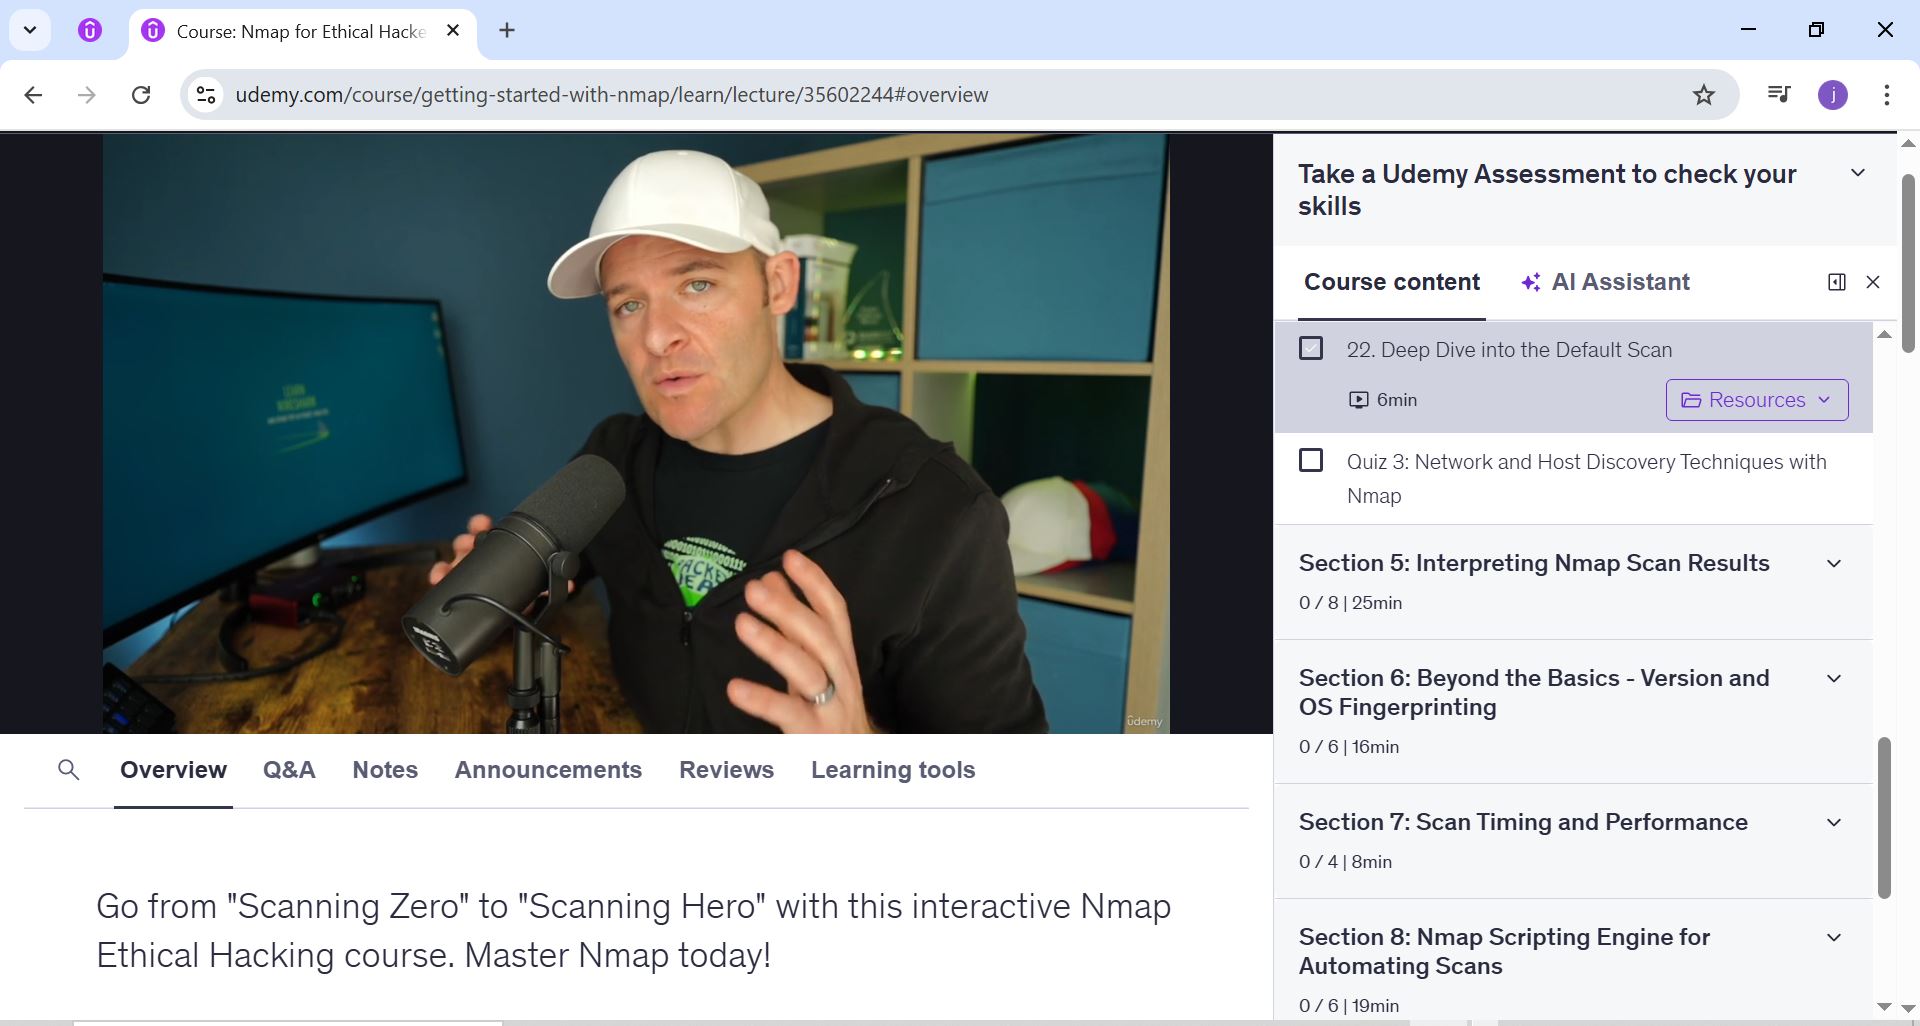 Course: Nmap for Ethical Hacke
udemy.com/course/getting-started-with-nmap/learn/lecture/35602244#overview
j
udemy
Overview
Q&A
Notes
Announcements
Reviews
Learning tools
Go from "Scanning Zero" to "Scanning Hero" with this interactive Nmap
Ethical Hacking course. Master Nmap today!
Take a Udemy Assessment to check your
skills
Course content
AI Assistant
22. Deep Dive into the Default Scan
6min
Resources
Quiz 3: Network and Host Discovery Techniques with
Nmap
Section 5: Interpreting Nmap Scan Results
0 / 8 | 25min
Section 6: Beyond the Basics - Version and
OS Fingerprinting
0 / 6 | 16min
Section 7: Scan Timing and Performance
0 / 4 | 8min
Section 8: Nmap Scripting Engine for
Automating Scans
0 / 6 | 19min